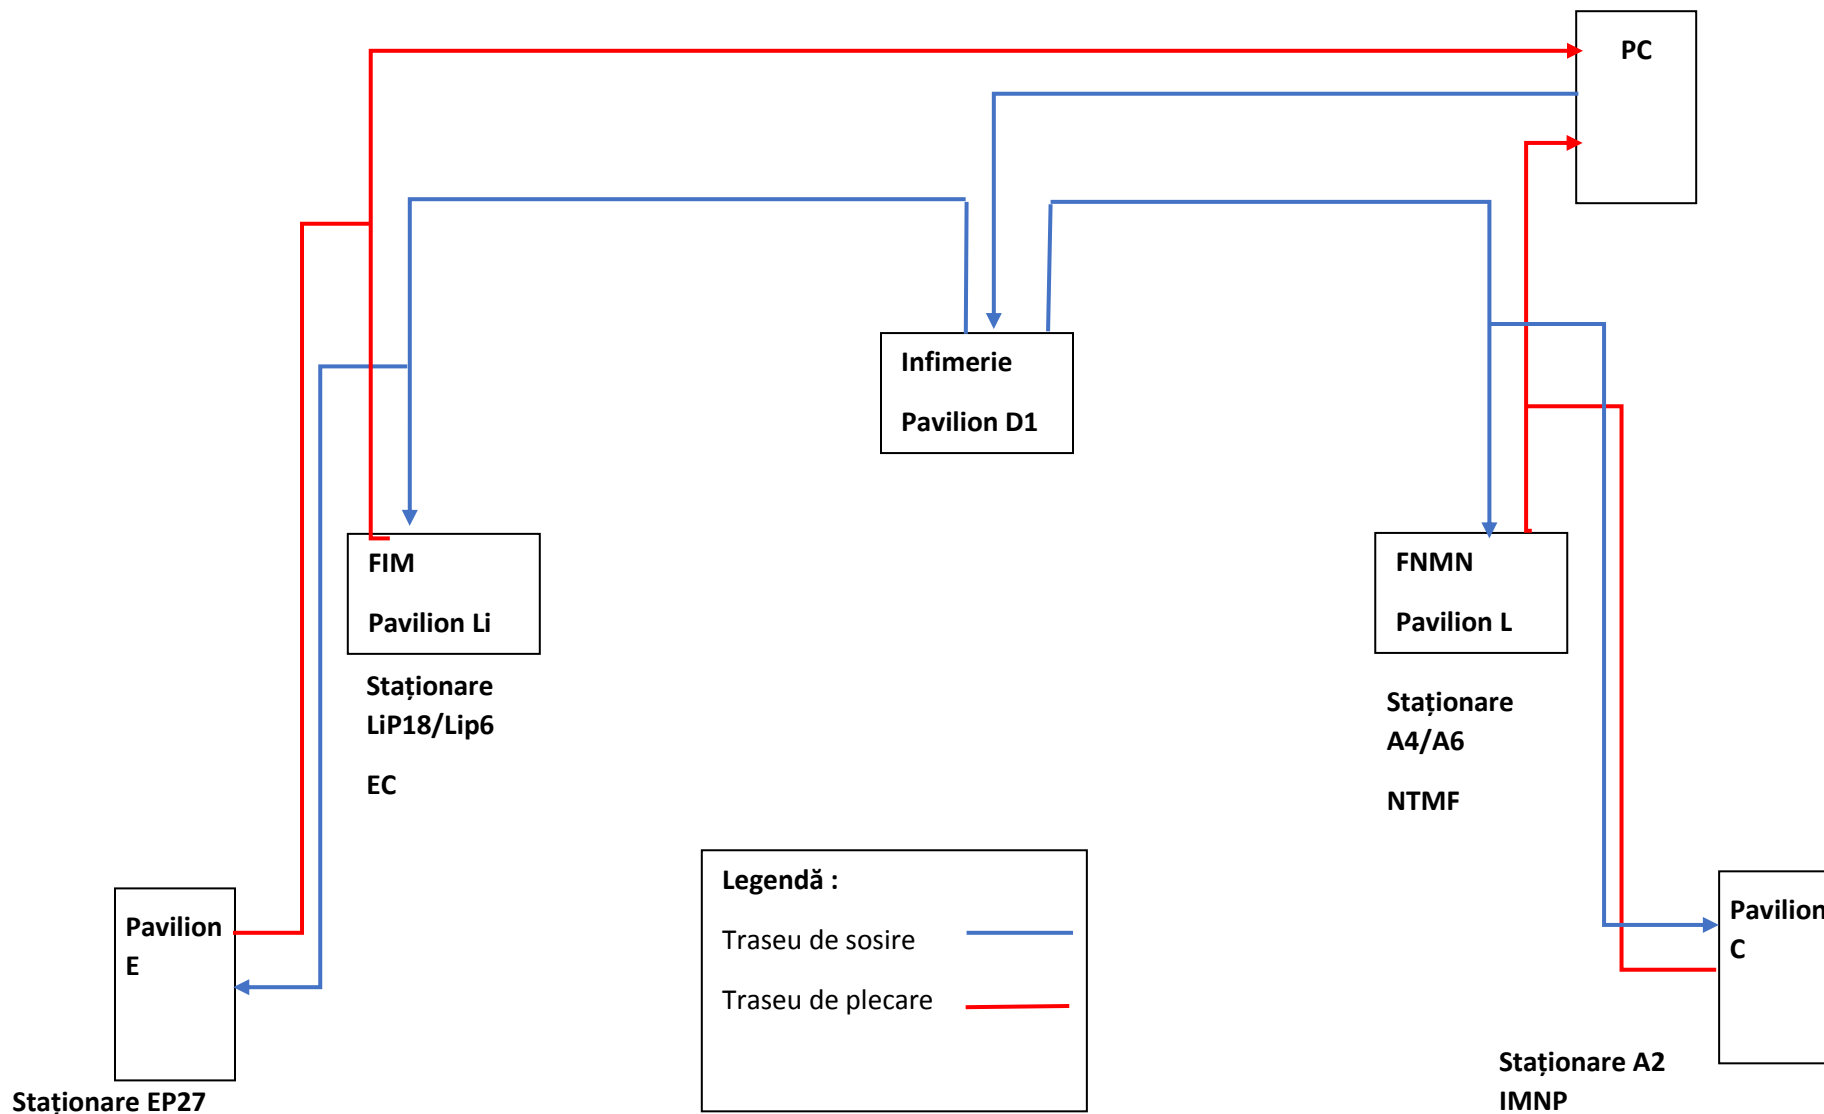 PC
Infimerie
Pavilion D1
FIM
Pavilion Li
FNMN
Pavilion L
Staționare
LiP18/Lip6
EC
Staționare
A4/A6
NTMF
Legendă :
Traseu de sosire
Traseu de plecare
Pavilion
E
Pavilion
C
Staționare EP27
Staționare A2
IMNP